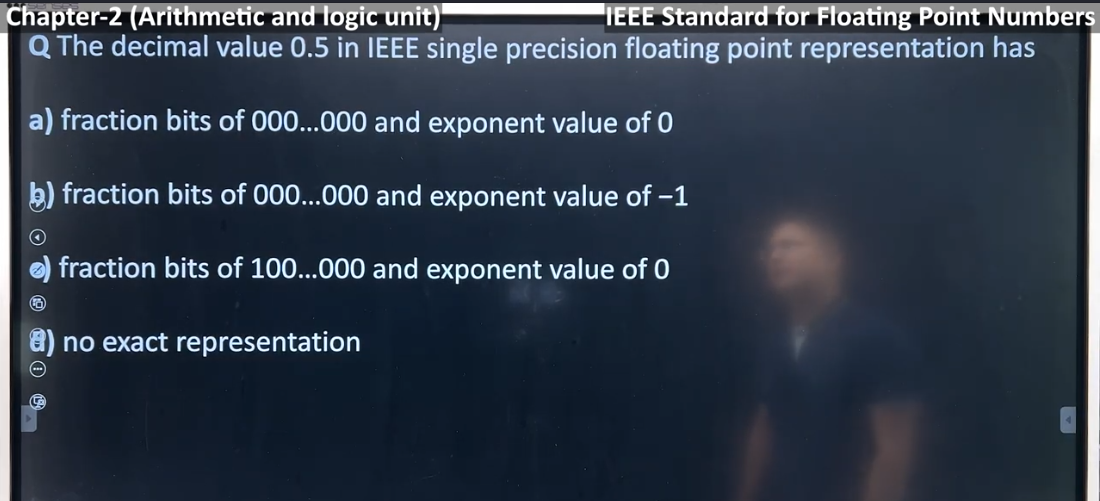 Chapter-2 (Arithmetic and logic unit)
IEEE Standard for Floating Point Numbers
Q The decimal value 0.5 in IEEE single precision floating point representation has
a) fraction bits of 000...000 and exponent value of 0
b) fraction bits of 000...000 and exponent value of −1
c) fraction bits of 100...000 and exponent value of 0
d) no exact representation